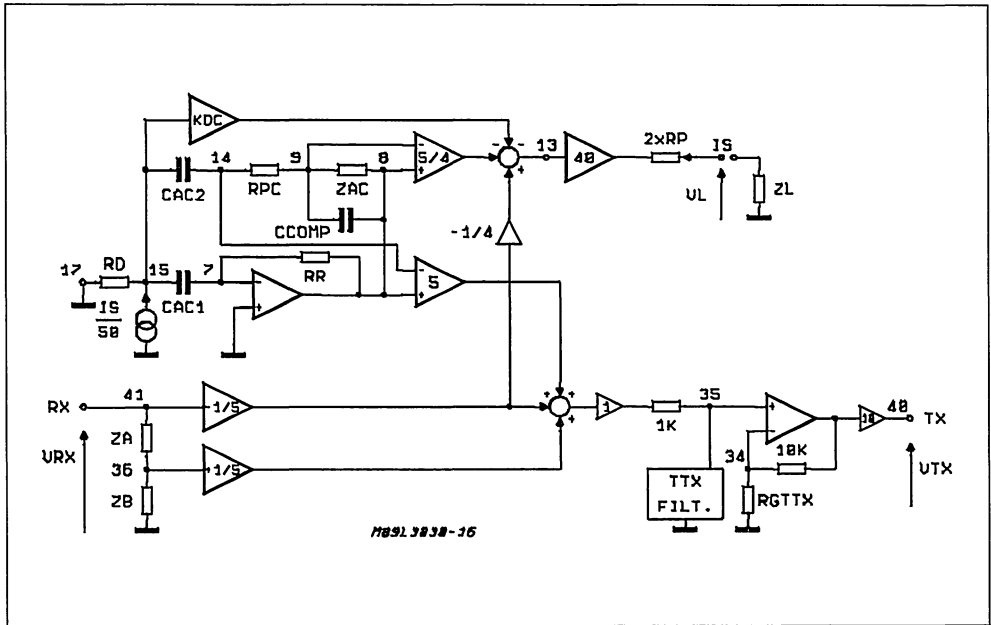 KDC
14
9
8
5/4
-
-
-
+
13
40
2xRP
IS
CAC2
RPC
ZAC
-
+
VL
ZL
CCOMP
-1/4
17
RD
15
7
RR
-
+
-
+
5
IS
50
CAC1
RX
41
-1/5
+
+
+
1
35
40
TX
1K
+
-
10K
VRX
ZA
36
+1/5
34
VTX
ZB
TTX
FILT.
RGTTX
M89L3030-16